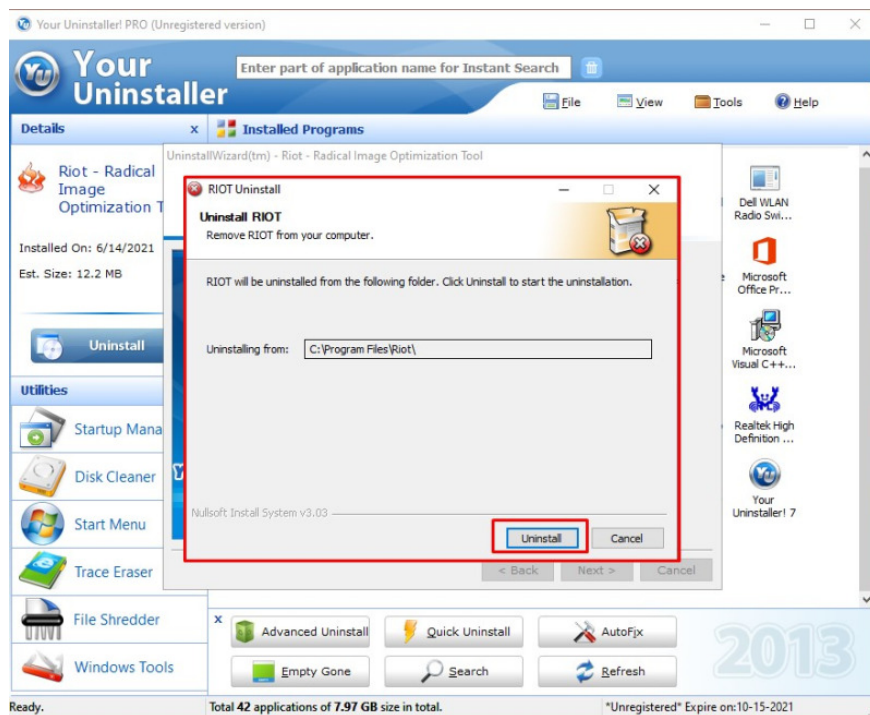 Your Uninstaller! PRO (Unregistered version)
Your
Uninstaller
Enter part of application name for Instant Search
File View Tools Help
Details x
Installed Programs
Riot - Radical
Image
Optimization T
Installed On: 6/14/2021
Est. Size: 12.2 MB
Uninstall
Utilities
Startup Mana
Disk Cleaner
Start Menu
Trace Eraser
File Shredder
Windows Tools
UninstallWizard(tm) - Riot - Radical Image Optimization Tool
RIOT Uninstall
Uninstall RIOT
Remove RIOT from your computer.
RIOT will be uninstalled from the following folder. Click Uninstall to start the uninstallation.
Uninstalling from: C:\Program Files\Riot\
Nullsoft Install System v3.03
Uninstall Cancel
< Back Next > Cancel
Dell WLAN
Radio Swi...
Microsoft
Office Pr...
Microsoft
Visual C++...
Realtek High
Definition ...
Your
Uninstaller! 7
x
Advanced Uninstall Quick Uninstall AutoFix
Empty Gone Search Refresh
2013
Ready. Total 42 applications of 7.97 GB size in total. *Unregistered* Expire on:10-15-2021